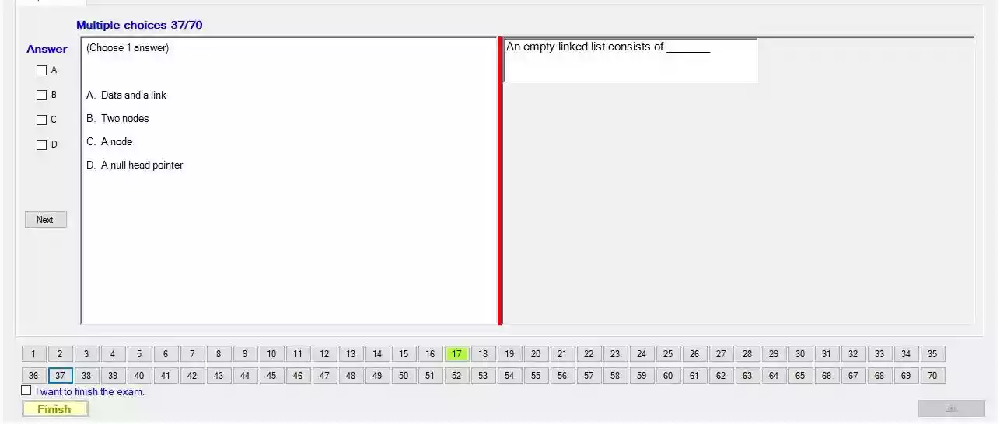 Multiple choices 37/70
Answer
(Choose 1 answer)
An empty linked list consists of _______.
A
B
C
D
A. Data and a link
B. Two nodes
C. A node
D. A null head pointer
Next
1 2 3 4 5 6 7 8 9 10 11 12 13 14 15 16 17 18 19 20 21 22 23 24 25 26 27 28 29 30 31 32 33 34 35
36 37 38 39 40 41 42 43 44 45 46 47 48 49 50 51 52 53 54 55 56 57 58 59 60 61 62 63 64 65 66 67 68 69 70
I want to finish the exam.
Finish
Exit